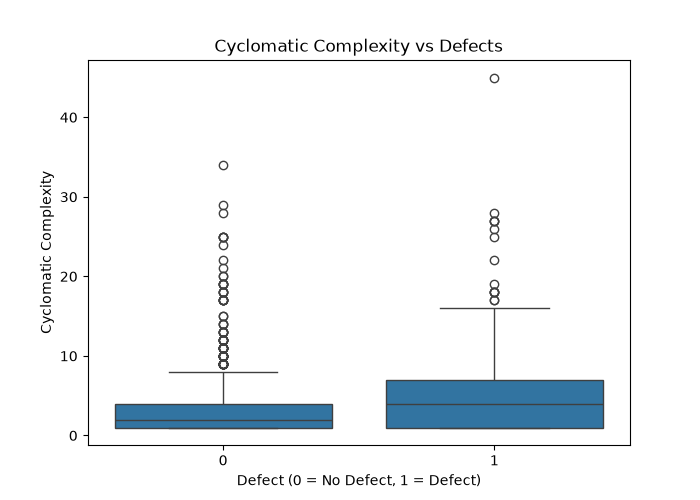 Cyclomatic Complexity vs Defects
Cyclomatic Complexity
40
30
20
10
0
0
1
Defect (0 = No Defect, 1 = Defect)